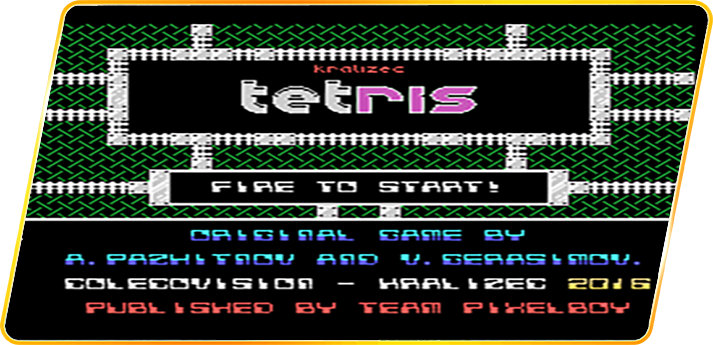 kralizec
tetris
FIRE TO START!
ORIGINAL GAME BY
A. PAZHITNOV AND V. GERASIMOV.
COLECOVISION - KRALIZEC 2016
PUBLISHED BY TEAM PIXELBOY